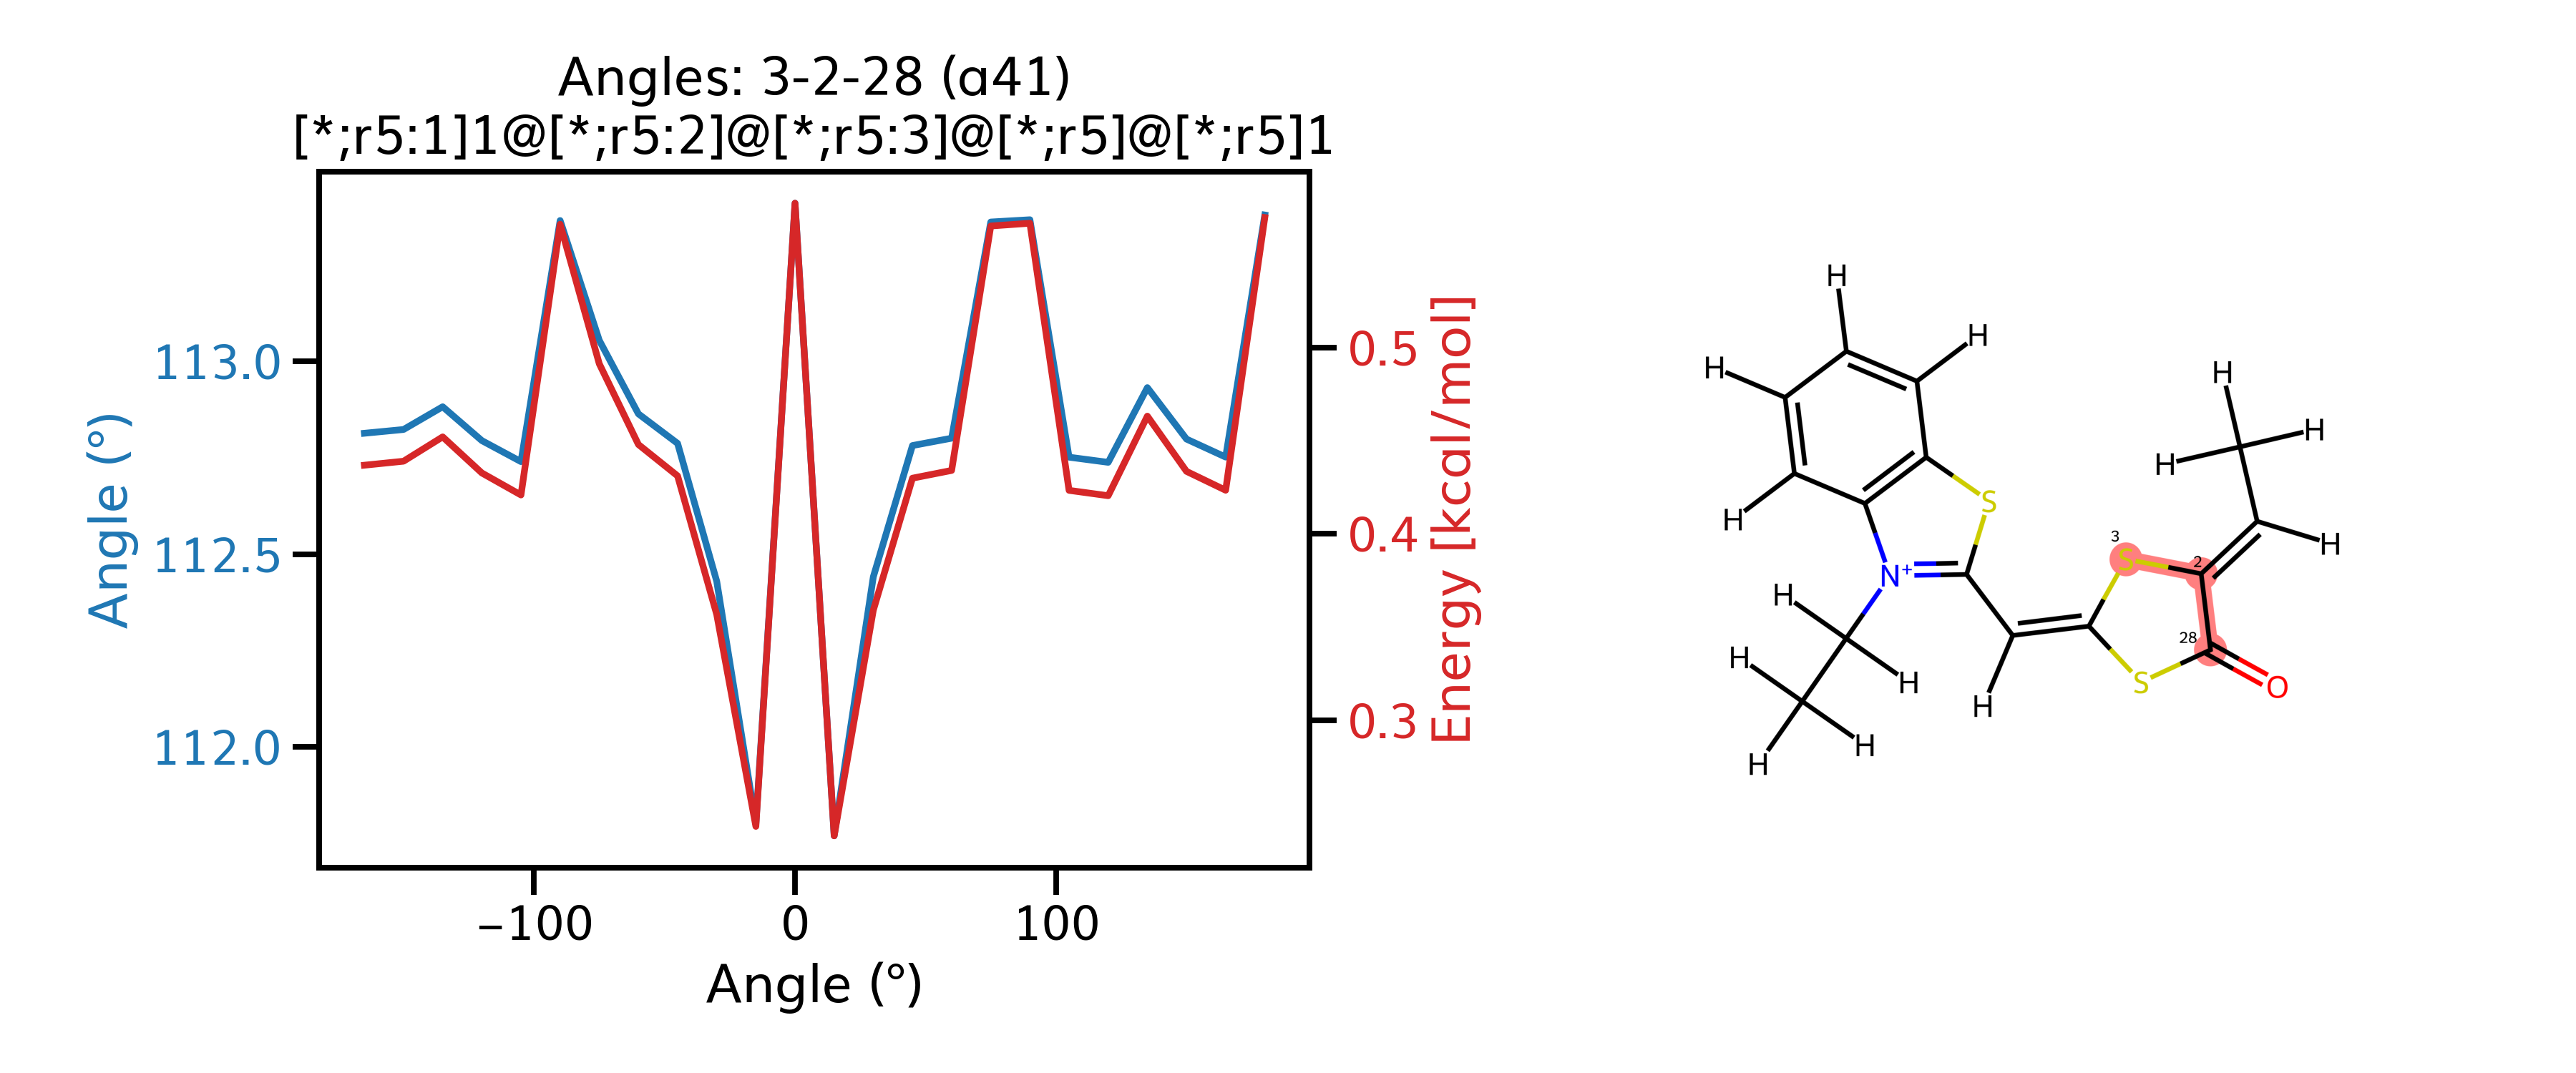 Angles: 3-2-28 (α41)
[*;r5:1]1@[*;r5:2]@[*;r5:3]@[*;r5]@[*;r5]1
Angle (°)
113.0
112.5
112.0
0.5
0.4
0.3
Energy [kcal/mol]
−100
0
100
Angle (°)
H
H
H
H
H
H
H
S
H
3
S
2
H
N+
H
28
H
H
S
O
H
H
H
H